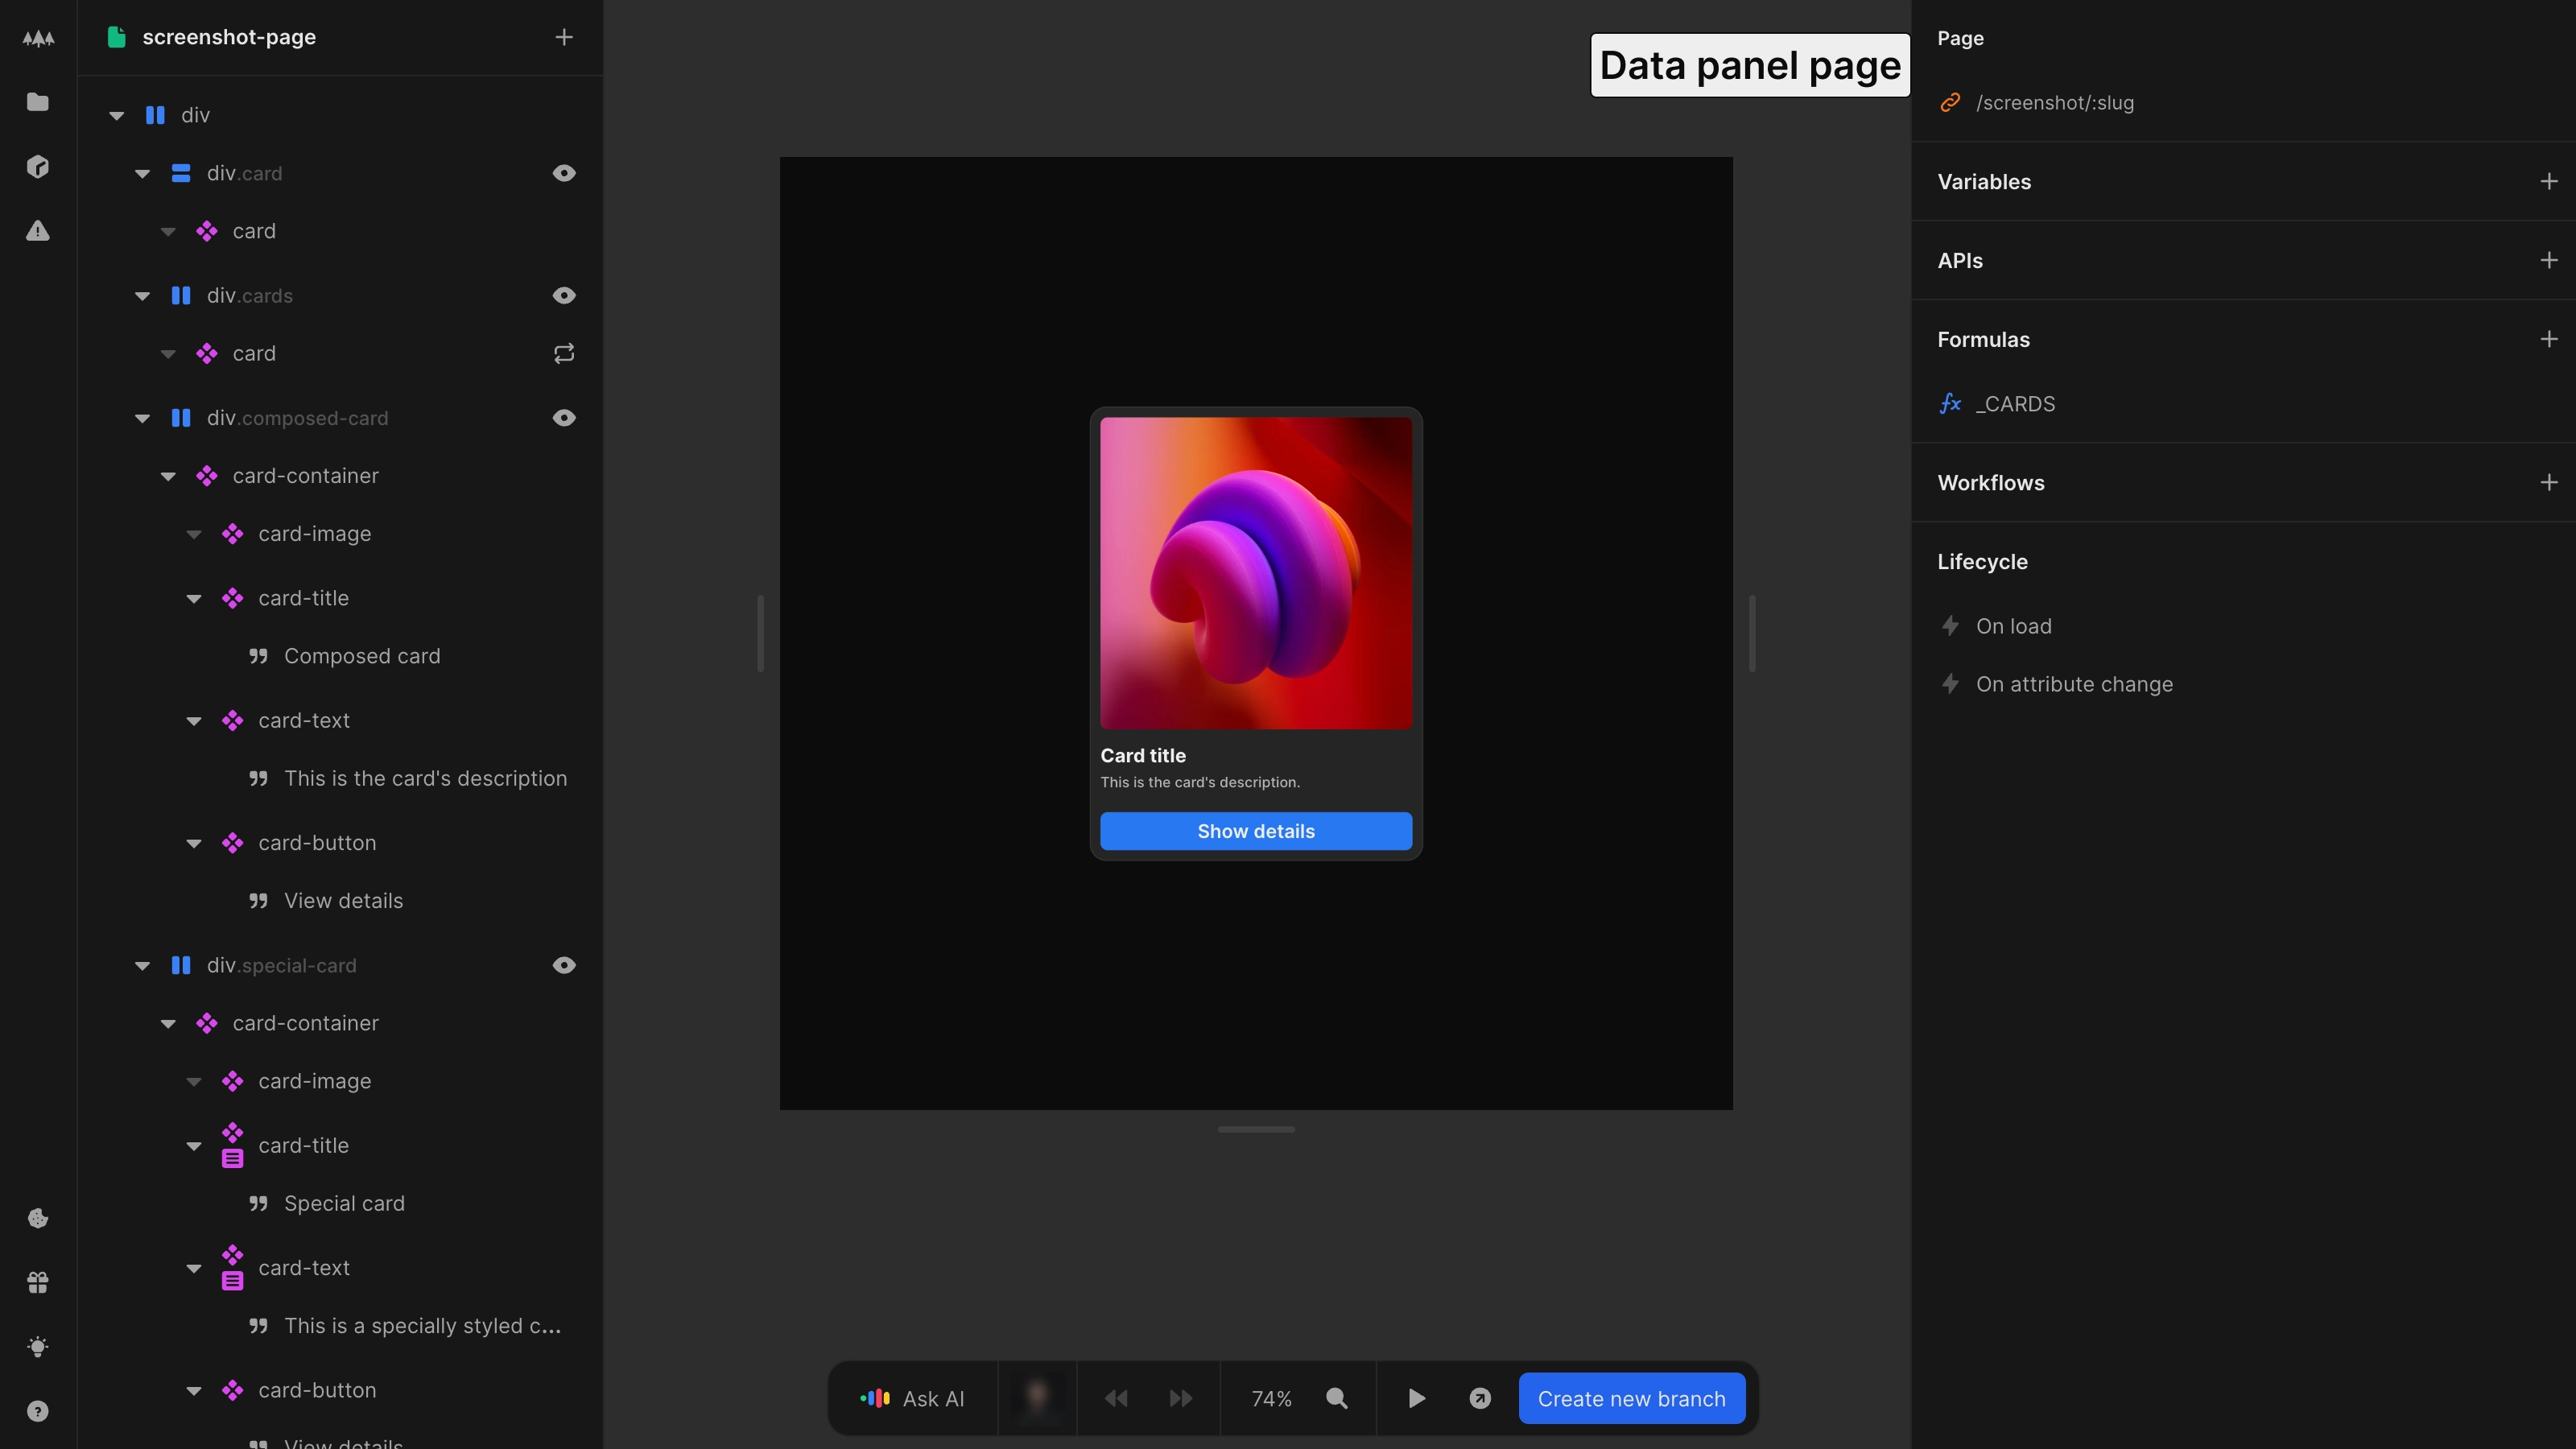 screenshot-page
div
div.card
card
div.cards
card
div.composed-card
card-container
card-image
card-title
Composed card
card-text
This is the card's description
card-button
View details
div.special-card
card-container
card-image
card-title
Special card
card-text
This is a specially styled c...
card-button
View details
Data panel page
Card title
This is the card's description.
Show details
Ask AI
74%
Create new branch
Page
/screenshot/:slug
Variables
APIs
Formulas
fx _CARDS
Workflows
Lifecycle
On load
On attribute change